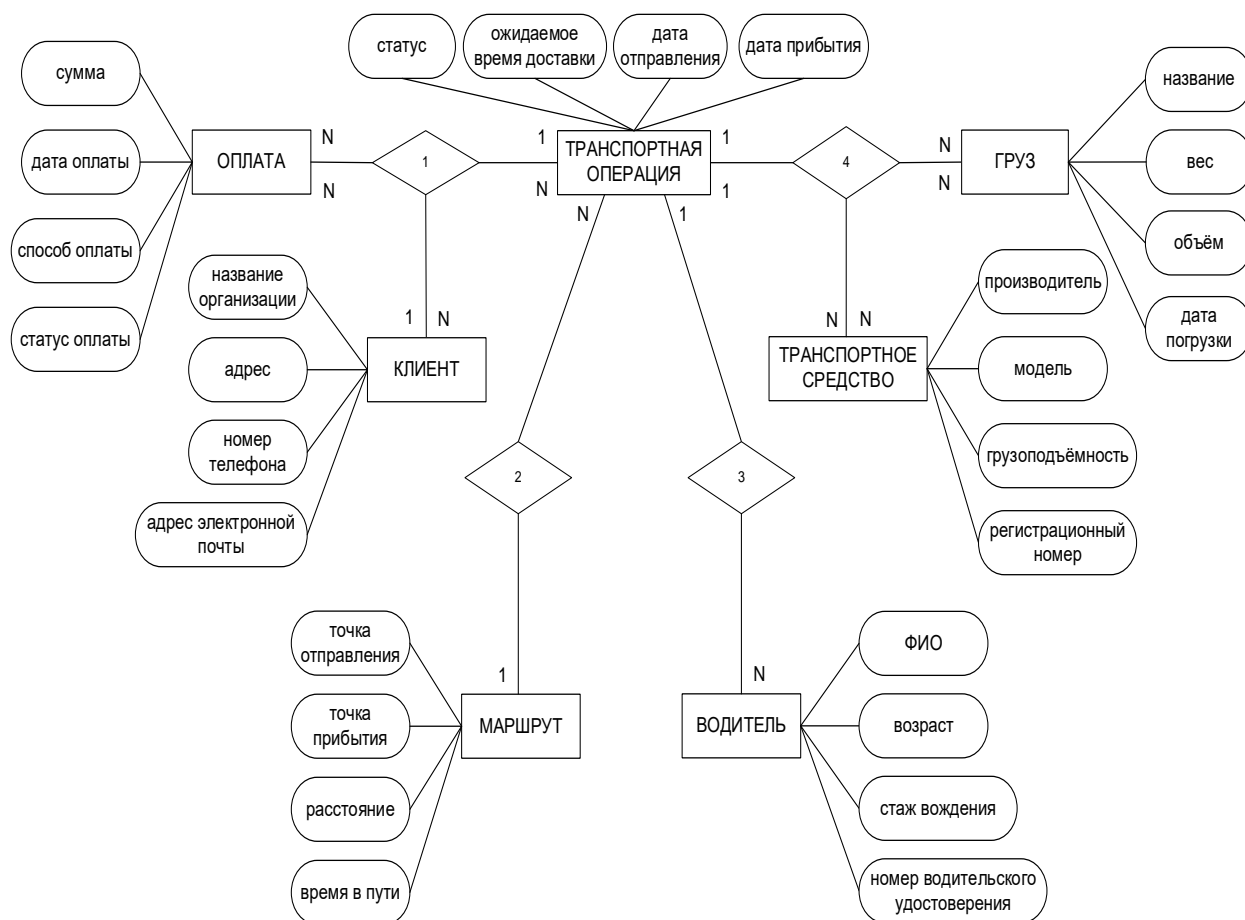 статус
ожидаемое
время доставки
дата
отправления
дата прибытия
сумма
дата оплаты
способ оплаты
статус оплаты
ОПЛАТА
N
N
1
1
N
ТРАНСПОРТНАЯ
ОПЕРАЦИЯ
N
1
1
1
4
N
N
ГРУЗ
название
вес
объём
дата
погрузки
название
организации
адрес
номер
телефона
адрес электронной
почты
1
N
КЛИЕНТ
N
N
ТРАНСПОРТНОЕ
СРЕДСТВО
производитель
модель
грузоподъёмность
регистрационный
номер
2
3
точка
отправления
точка
прибытия
расстояние
время в пути
1
МАРШРУТ
N
ВОДИТЕЛЬ
ФИО
возраст
стаж вождения
номер водительского
удостоверения